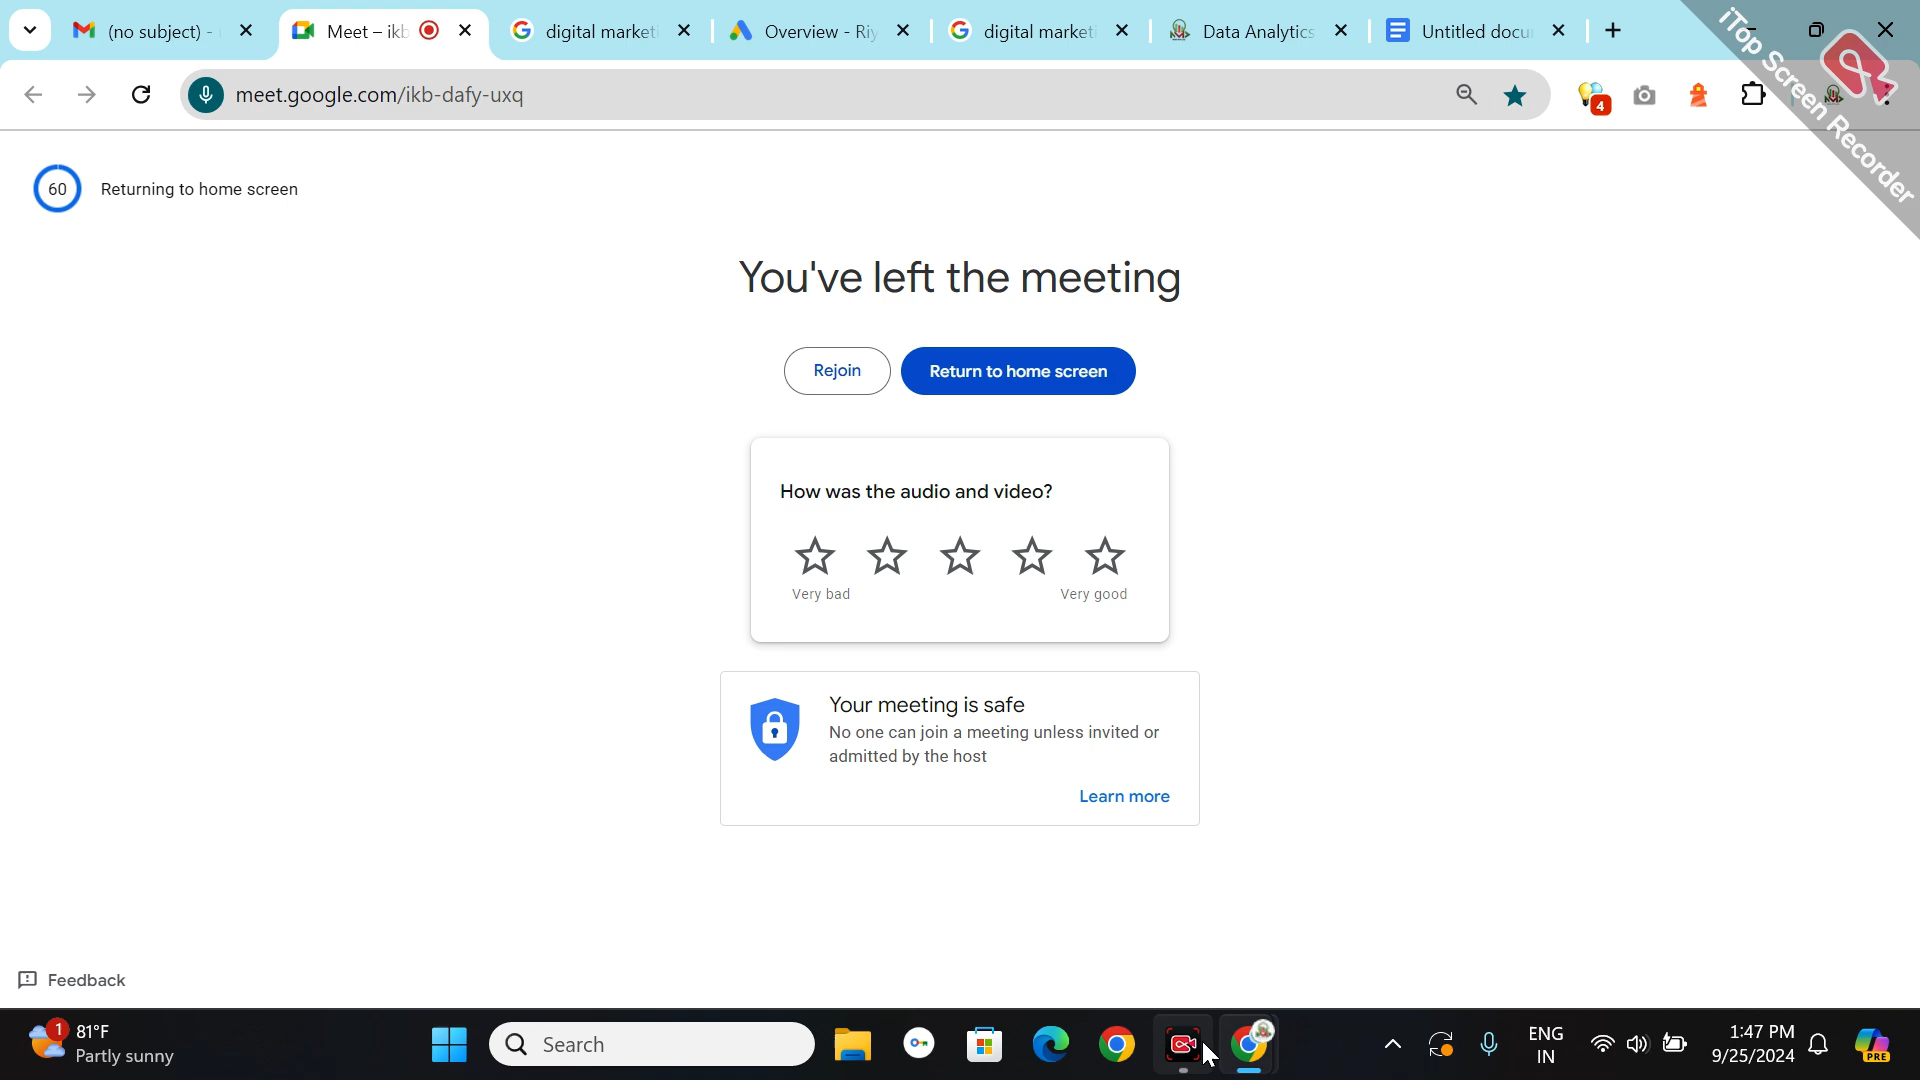 (no subject) -
Meet – ikb
digital market
Overview - Riy
digital market
Data Analytics
Untitled docu
meet.google.com/ikb-dafy-uxq
4
iTop Screen Recorder
60
Returning to home screen
You've left the meeting
Rejoin
Return to home screen
How was the audio and video?
Very bad
Very good
Your meeting is safe
No one can join a meeting unless invited or
admitted by the host
Learn more
Feedback
1
81°F
Partly sunny
Search
ENG
IN
1:47 PM
9/25/2024
PRE